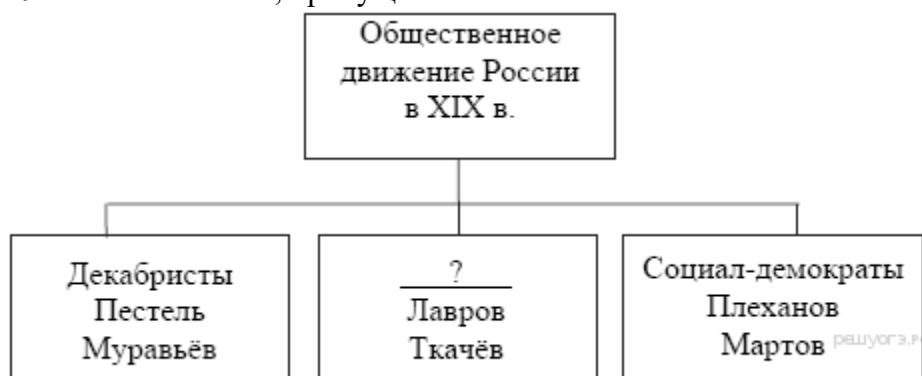 Общественное
движение России
в XIX в.
Декабристы
Пестель
Муравьёв
?
Лавров
Ткачёв
Социал-демократы
Плеханов
Мартов